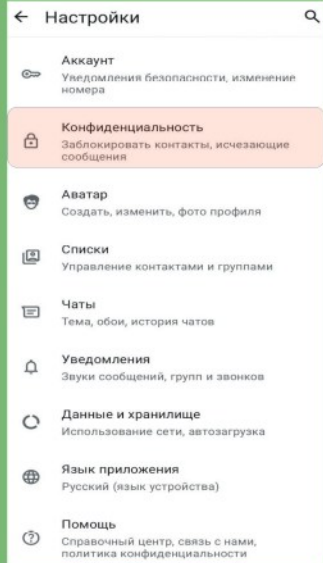 Настройки
Аккаунт
Уведомления безопасности, изменение
номера
Конфиденциальность
Заблокировать контакты, исчезающие
сообщения
Аватар
Создать, изменить, фото профиля
Списки
Управление контактами и группами
Чаты
Тема, обои, история чатов
Уведомления
Звуки сообщений, групп и звонков
Данные и хранилище
Использование сети, автозагрузка
Язык приложения
Русский (язык устройства)
Помощь
Справочный центр, связь с нами,
политика конфиденциальности